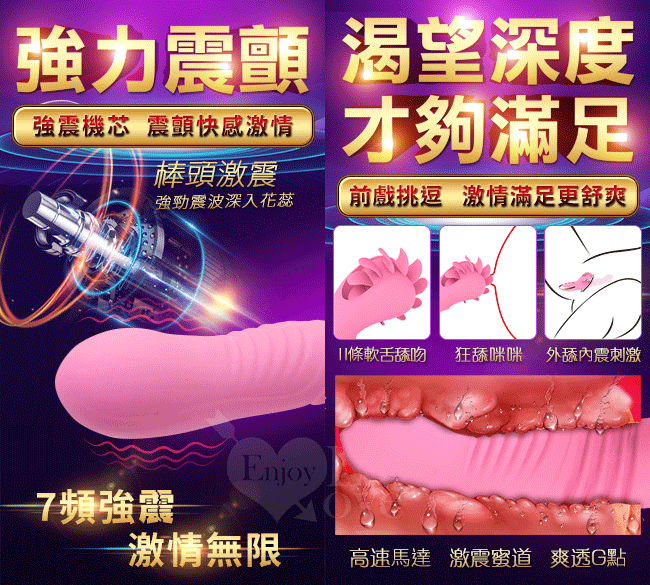 強力震顫
強震機芯 震顫快感激情
棒頭激震
強勁震波深入花蕊
7頻強震
激情無限
渴望深度
才夠滿足
前戲挑逗 激情滿足更舒爽
11條軟舌舔吻
狂舔咪咪
外舔內震刺激
Enjoy
高速馬達 激震蜜道 爽透G點